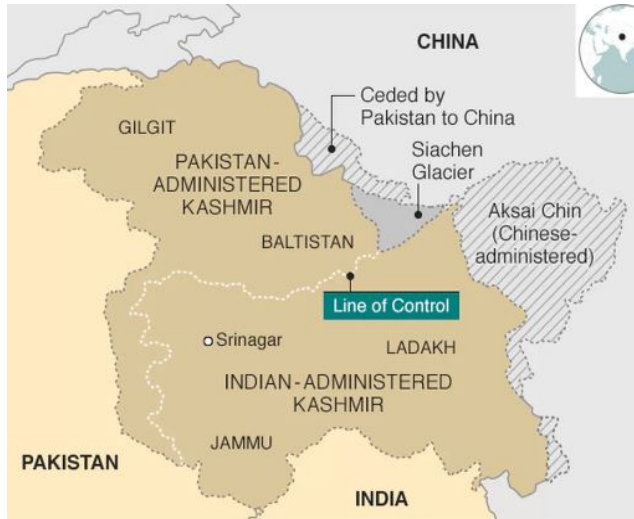 CHINA
Ceded by
Pakistan to China
GILGIT
Siachen
Glacier
PAKISTAN-
ADMINISTERED
KASHMIR
Aksai Chin
(Chinese-
administered)
BALTISTAN
Line of Control
Srinagar
LADAKH
INDIAN-ADMINISTERED
KASHMIR
JAMMU
PAKISTAN
INDIA